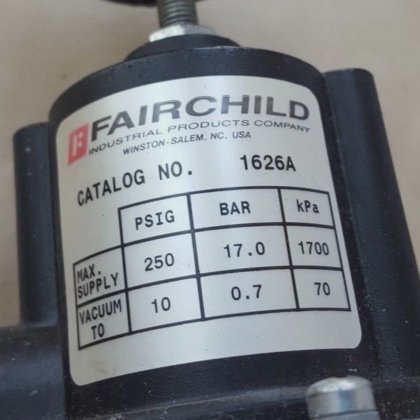 FAIRCHILD
INDUSTRIAL PRODUCTS COMPANY
WINSTON-SALEM, NC, USA
CATALOG NO. 1626A
PSIG BAR kPa
MAX. SUPPLY 250 17.0 1700
VACUUM TO 10 0.7 70